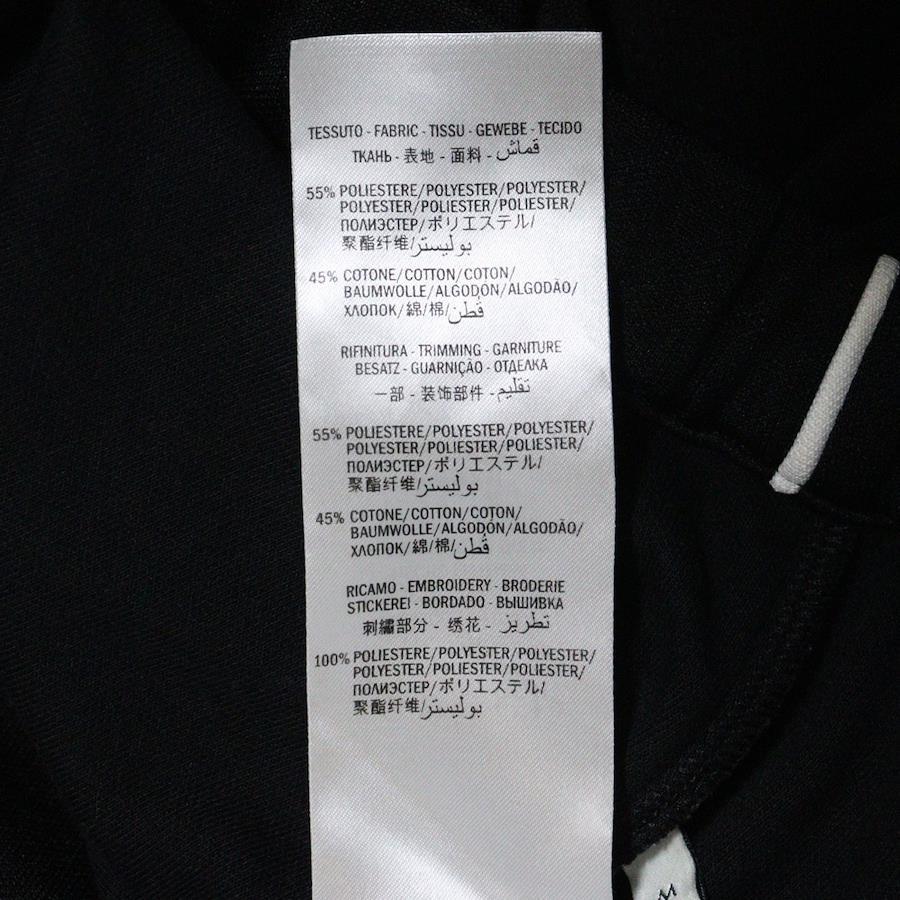 TESSUTO - FABRIC - TISSU - GEWEBE - TECIDO
ТКАНЬ - 表地 - 面料 - قماش
55% POLIESTERE/POLYESTER/POLYESTER/
POLYESTER/POLIESTER/POLIESTER/
ПОЛИЭСТЕР/ポリエステル/
聚酯纤维/بوليستر
45% COTONE/COTTON/COTON/
BAUMWOLLE/ALGODÓN/ALGODÃO/
ХЛОПОК/綿/棉/قُطن
RIFINITURA - TRIMMING - GARNITURE
BESATZ - GUARNIÇÃO - ОТДЕЛКА
一部 - 装饰部件 - تقليم
55% POLIESTERE/POLYESTER/POLYESTER/
POLYESTER/POLIESTER/POLIESTER/
ПОЛИЭСТЕР/ポリエステル/
聚酯纤维/بوليستر
45% COTONE/COTTON/COTON/
BAUMWOLLE/ALGODÓN/ALGODÃO/
ХЛОПОК/綿/棉/قُطن
RICAMO - EMBROIDERY - BRODERIE
STICKEREI - BORDADO - ВЫШИВКА
刺繍部分 - 绣花 - تطريز
100% POLIESTERE/POLYESTER/POLYESTER/
POLYESTER/POLIESTER/POLIESTER/
ПОЛИЭСТЕР/ポリエステル/
聚酯纤维/بوليستر
M